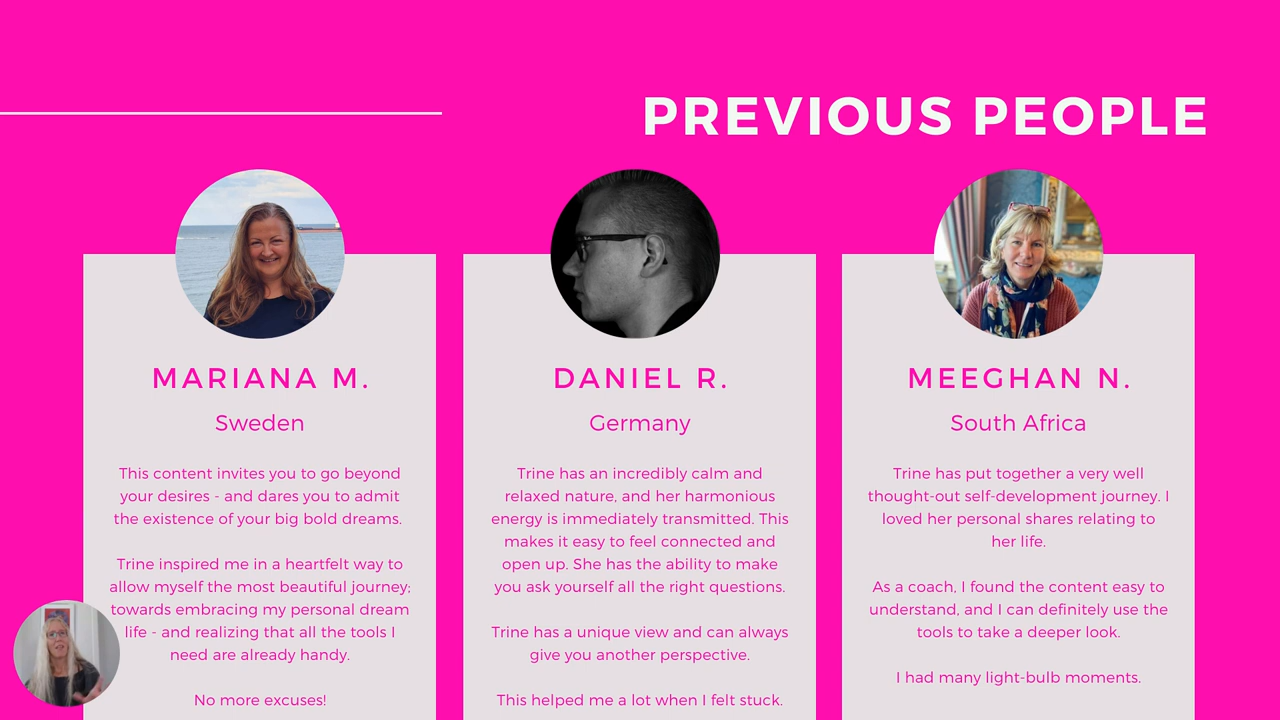 PREVIOUS PEOPLE
MARIANA M.
Sweden
This content invites you to go beyond
your desires - and dares you to admit
the existence of your big bold dreams.
Trine inspired me in a heartfelt way to
allow myself the most beautiful journey;
towards embracing my personal dream
life - and realizing that all the tools I
need are already handy.
No more excuses!
DANIEL R.
Germany
Trine has an incredibly calm and
relaxed nature, and her harmonious
energy is immediately transmitted. This
makes it easy to feel connected and
open up. She has the ability to make
you ask yourself all the right questions.
Trine has a unique view and can always
give you another perspective.
This helped me a lot when I felt stuck.
MEEGHAN N.
South Africa
Trine has put together a very well
thought-out self-development journey. I
loved her personal shares relating to
her life.
As a coach, I found the content easy to
understand, and I can definitely use the
tools to take a deeper look.
I had many light-bulb moments.